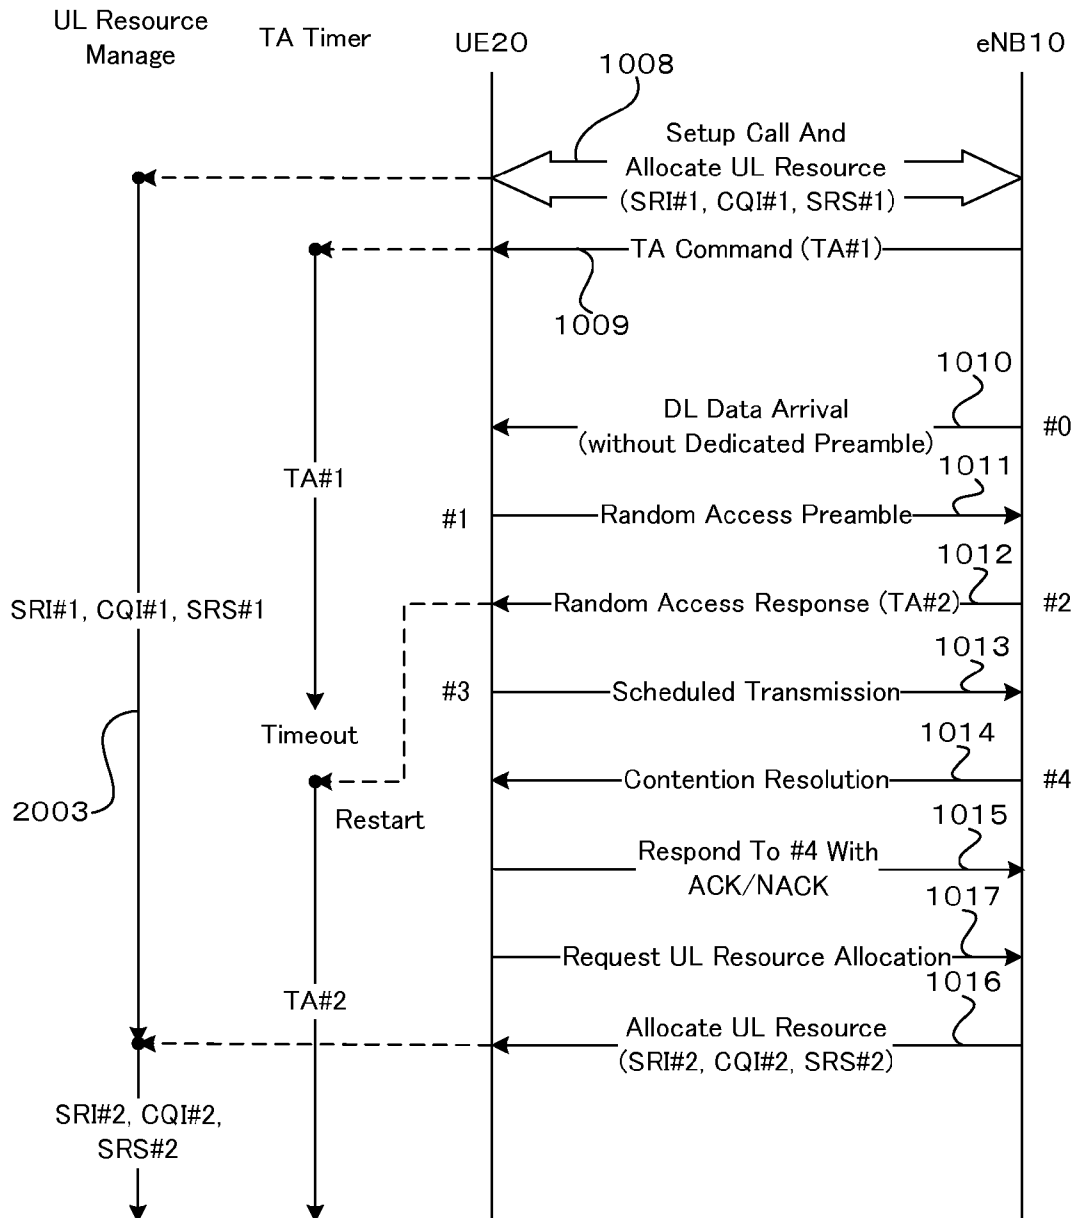 UL Resource
Manage
TA Timer
UE20
eNB10
1008
Setup Call And
Allocate UL Resource
(SRI#1, CQI#1, SRS#1)
TA Command (TA#1)
1009
1010
DL Data Arrival
(without Dedicated Preamble)
#0
TA#1
1011
#1
Random Access Preamble
1012
SRI#1, CQI#1, SRS#1
Random Access Response (TA#2)
#2
1013
#3
Scheduled Transmission
Timeout
1014
Contention Resolution
#4
2003
Restart
1015
Respond To #4 With
ACK/NACK
1017
Request UL Resource Allocation
1016
TA#2
Allocate UL Resource
(SRI#2, CQI#2, SRS#2)
SRI#2, CQI#2,
SRS#2